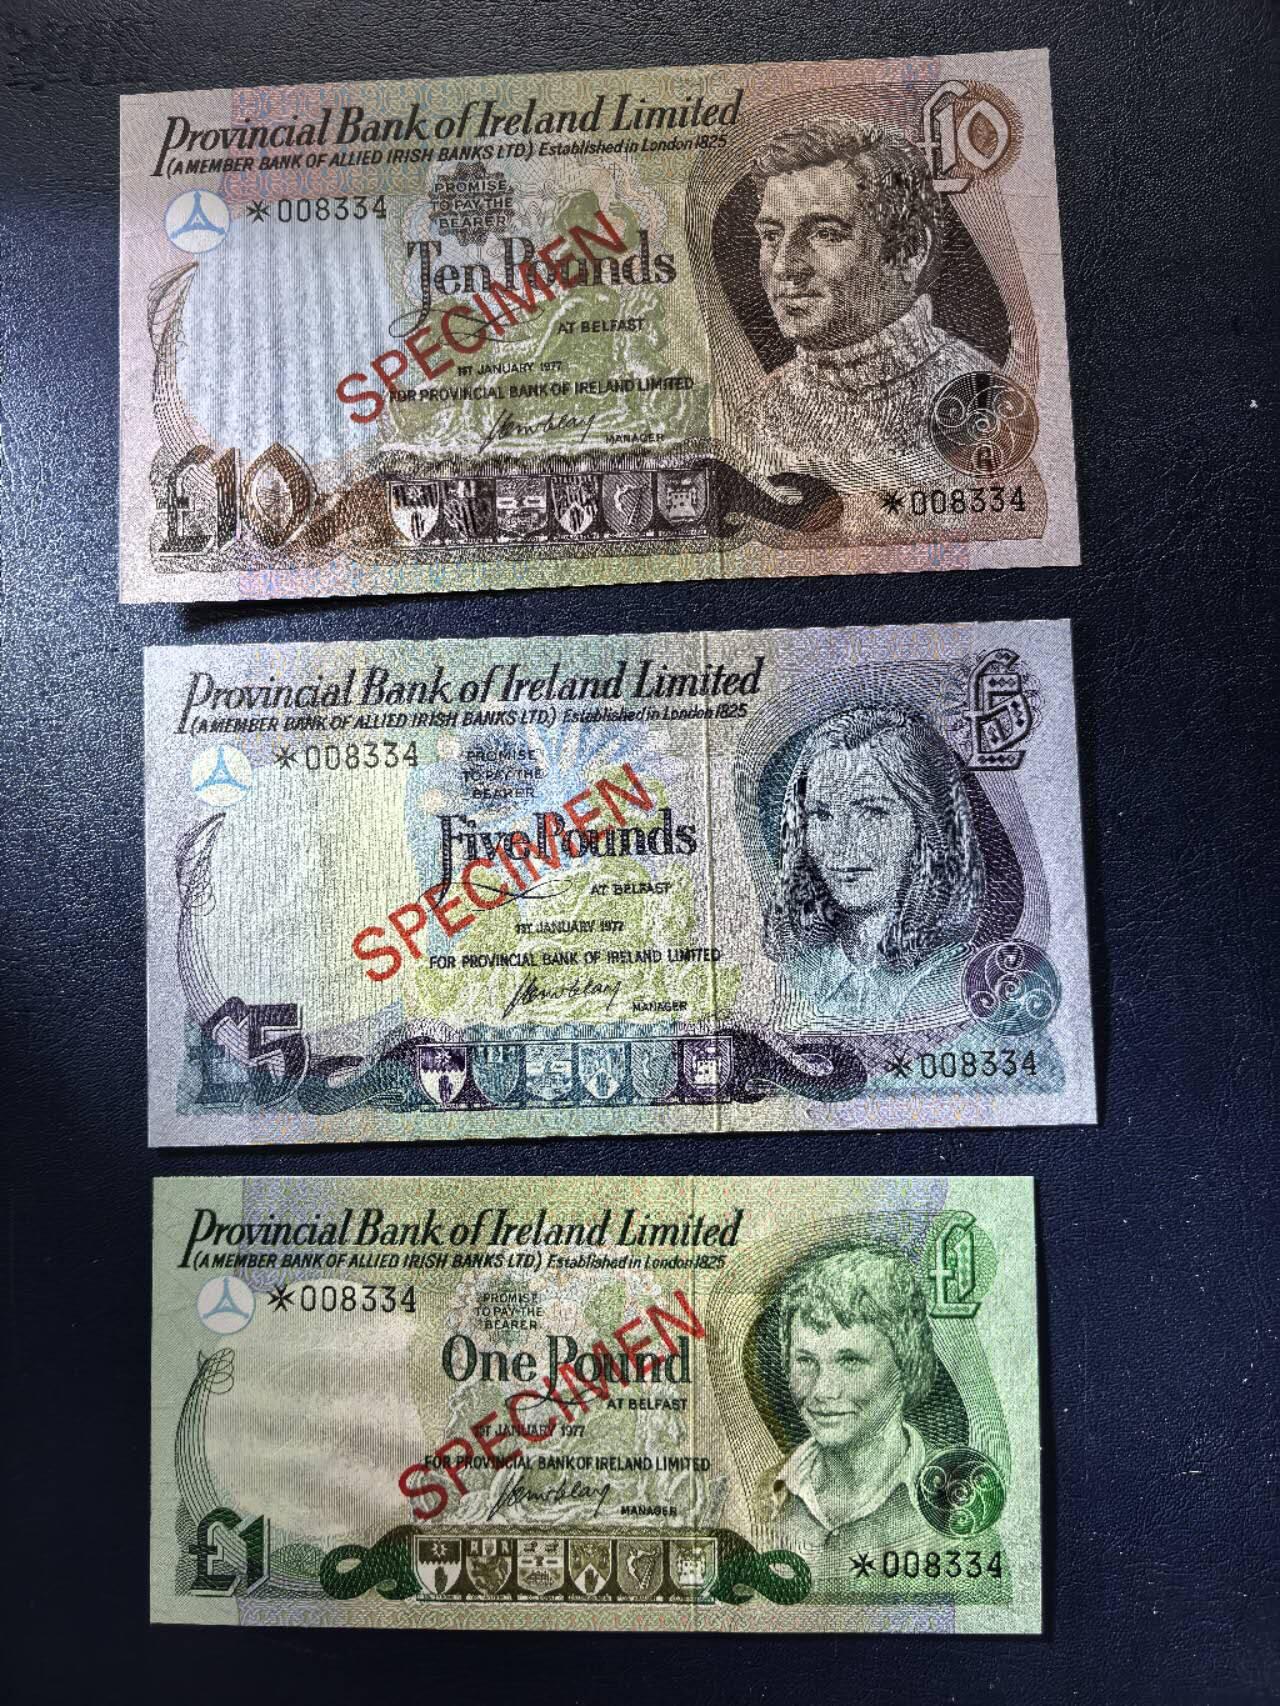 Provincial Bank of Ireland Limited
(A MEMBER BANK OF ALLIED IRISH BANKS LTD) Established in London 1825
£10
A
*008334
PROMISE
TO PAY THE
BEARER
Ten Pounds
SPECIMEN
AT BELFAST
1ST JANUARY 1977
FOR PROVINCIAL BANK OF IRELAND LIMITED
MANAGER
£10
*008334
Provincial Bank of Ireland Limited
(A MEMBER BANK OF ALLIED IRISH BANKS LTD) Established in London 1825
£5
*008334
PROMISE
TO PAY THE
BEARER
Five Pounds
SPECIMEN
AT BELFAST
1ST JANUARY 1977
FOR PROVINCIAL BANK OF IRELAND LIMITED
MANAGER
£5
*008334
Provincial Bank of Ireland Limited
(A MEMBER BANK OF ALLIED IRISH BANKS LTD) Established in London 1825
£1
*008334
PROMISE
TO PAY THE
BEARER
One Pound
SPECIMEN
AT BELFAST
1ST JANUARY 1977
FOR PROVINCIAL BANK OF IRELAND LIMITED
MANAGER
£1
*008334